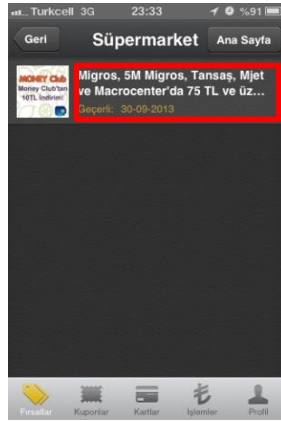 Turkcell 3G 23:33 %91
Geri Süpermarket Ana Sayfa
MONEY Club
Money Club'tan
10TL indirim!
Migros, 5M Migros, Tansaş, Mjet
ve Macrocenter'da 75 TL ve üz...
Geçerli: 30-09-2013
Fırsatlar Kuponlar Kartlar İşlemler Profil